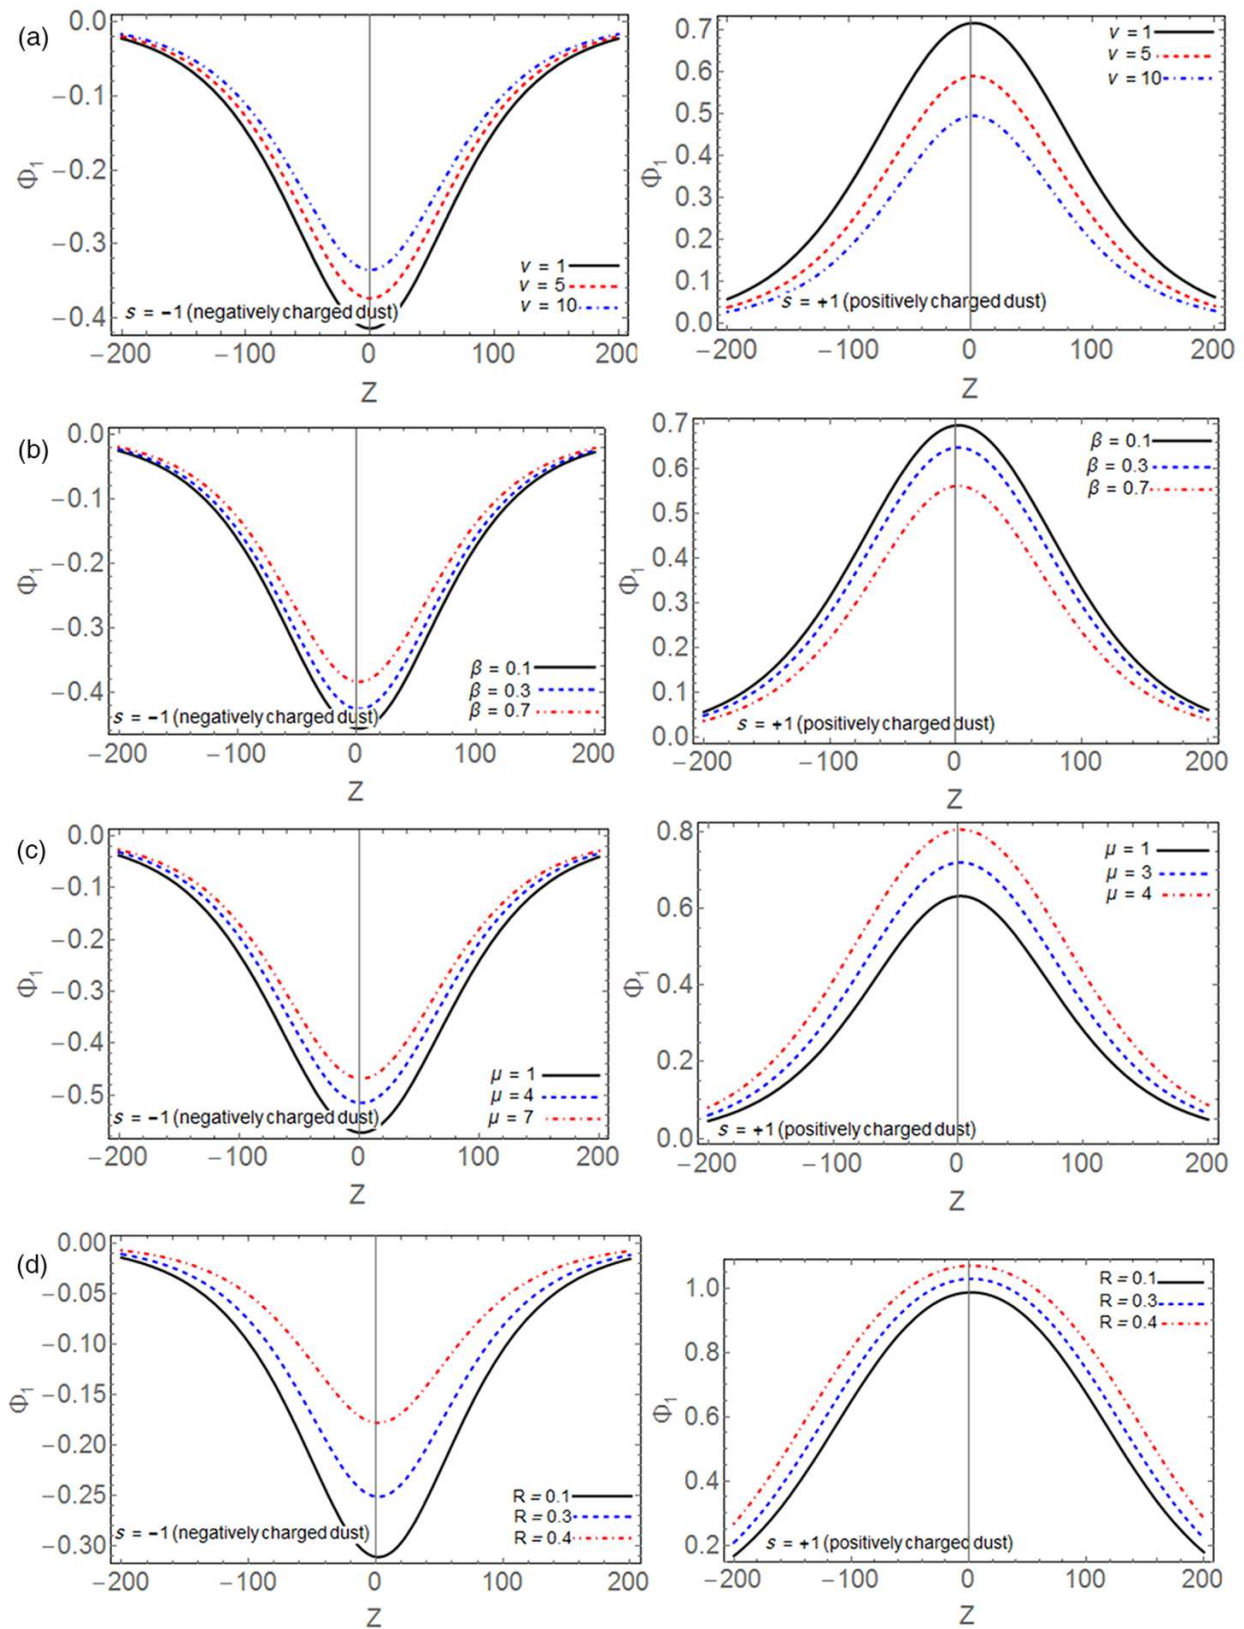 (a)
0.0
−0.1
−0.2
−0.3
−0.4
Φ1
ν = 1
ν = 5
ν = 10
s = −1 (negatively charged dust)
−200 −100 0 100 200
Z
0.7
0.6
0.5
0.4
0.3
0.2
0.1
0.0
Φ1
ν = 1
ν = 5
ν = 10
s = +1 (positively charged dust)
−200 −100 0 100 200
Z
(b)
0.0
−0.1
−0.2
−0.3
−0.4
Φ1
β = 0.1
β = 0.3
β = 0.7
s = −1 (negatively charged dust)
−200 −100 0 100 200
Z
0.7
0.6
0.5
0.4
0.3
0.2
0.1
0.0
Φ1
β = 0.1
β = 0.3
β = 0.7
s = +1 (positively charged dust)
−200 −100 0 100 200
Z
(c)
0.0
−0.1
−0.2
−0.3
−0.4
−0.5
Φ1
μ = 1
μ = 4
μ = 7
s = −1 (negatively charged dust)
−200 −100 0 100 200
Z
0.8
0.6
0.4
0.2
0.0
Φ1
μ = 1
μ = 3
μ = 4
s = +1 (positively charged dust)
−200 −100 0 100 200
Z
(d)
0.00
−0.05
−0.10
−0.15
−0.20
−0.25
−0.30
Φ1
R = 0.1
R = 0.3
R = 0.4
s = −1 (negatively charged dust)
−200 −100 0 100 200
Z
1.0
0.8
0.6
0.4
0.2
Φ1
R = 0.1
R = 0.3
R = 0.4
s = +1 (positively charged dust)
−200 −100 0 100 200
Z